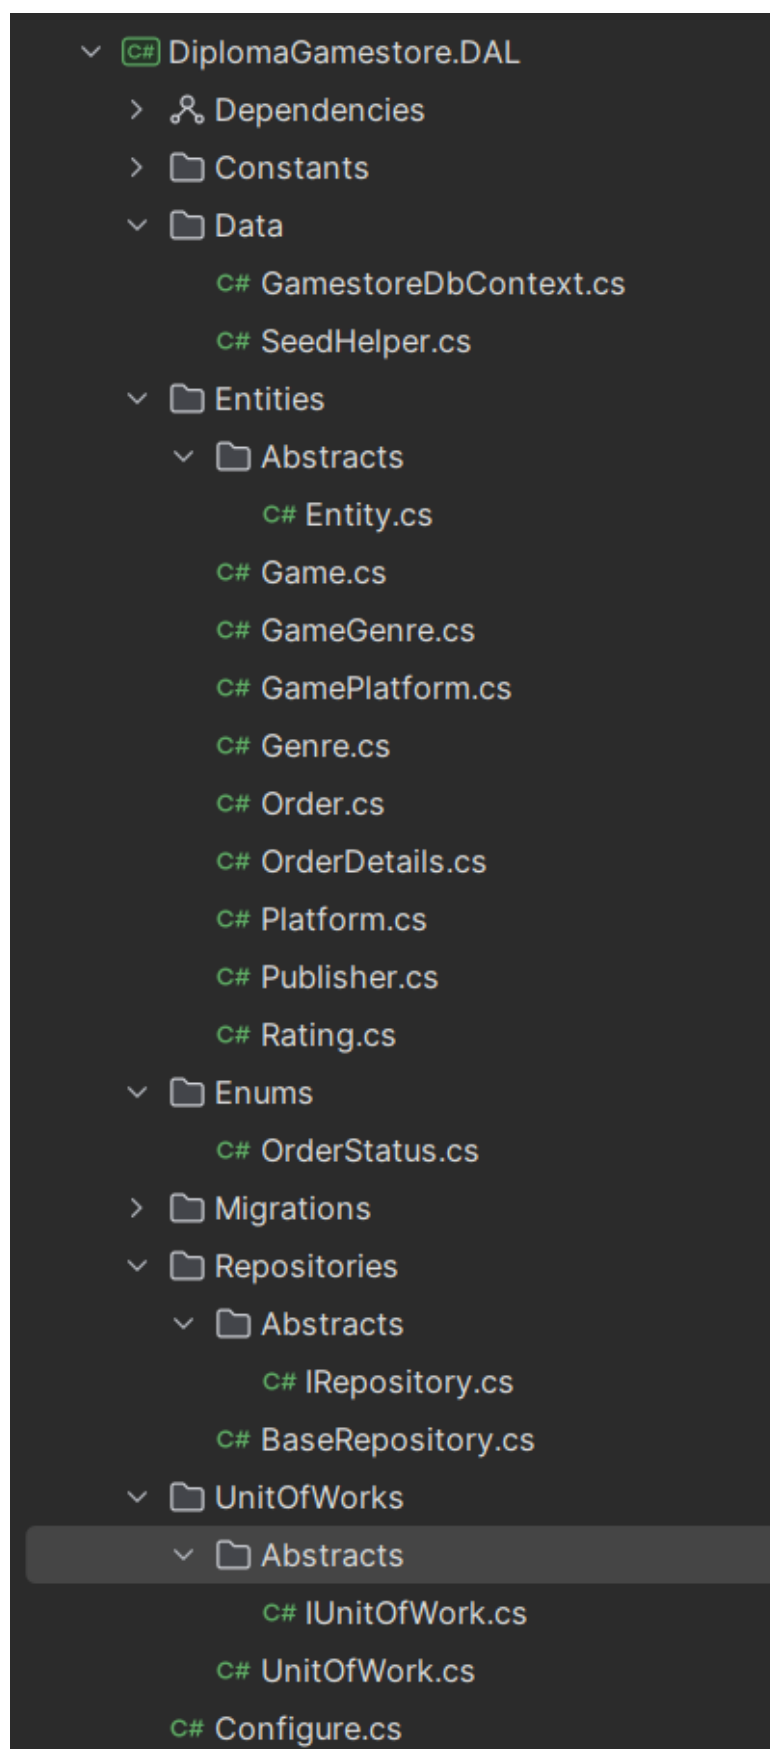 C# DiplomaGamestore.DAL
Dependencies
Constants
Data
C# GamestoreDbContext.cs
C# SeedHelper.cs
Entities
Abstracts
C# Entity.cs
C# Game.cs
C# GameGenre.cs
C# GamePlatform.cs
C# Genre.cs
C# Order.cs
C# OrderDetails.cs
C# Platform.cs
C# Publisher.cs
C# Rating.cs
Enums
C# OrderStatus.cs
Migrations
Repositories
Abstracts
C# IRepository.cs
C# BaseRepository.cs
UnitOfWorks
Abstracts
C# IUnitOfWork.cs
C# UnitOfWork.cs
C# Configure.cs